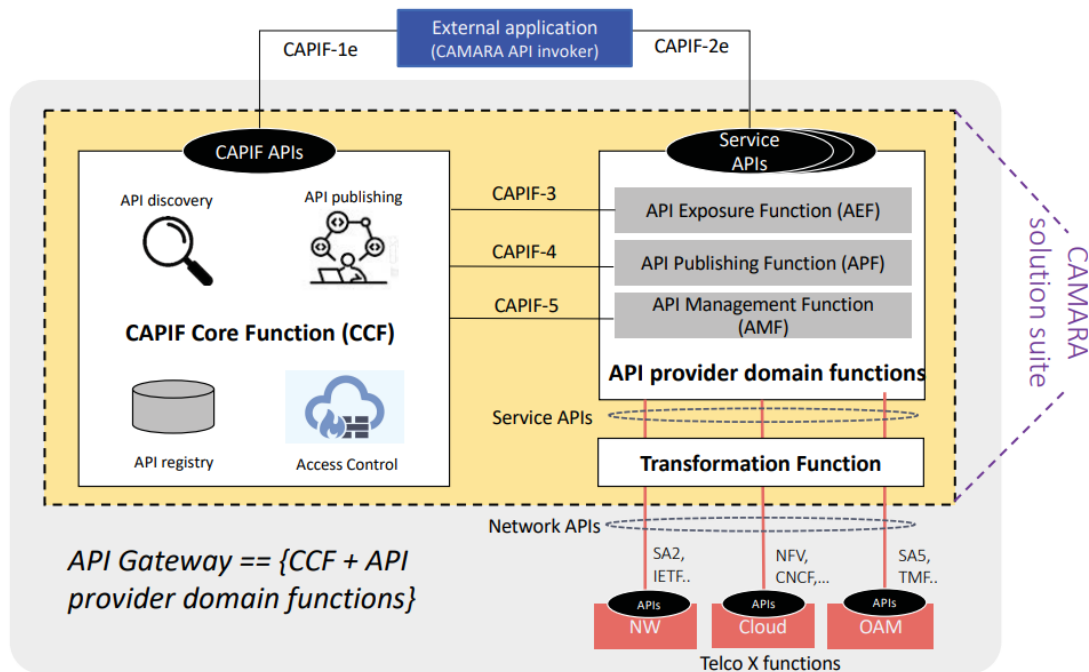 External application
(CAMARA API invoker)
CAPIF-1e
CAPIF-2e
CAPIF APIs
Service
APIs
API discovery
API publishing
CAPIF-3
API Exposure Function (AEF)
CAPIF-4
API Publishing Function (APF)
CAPIF-5
API Management Function
(AMF)
CAPIF Core Function (CCF)
API provider domain functions
CAMARA
solution suite
Service APIs
API registry
Access Control
Transformation Function
Network APIs
SA2,
IETF..
NFV,
CNCF,...
SA5,
TMF..
API Gateway == {CCF + API
provider domain functions}
APIs
NW
APIs
Cloud
APIs
OAM
Telco X functions